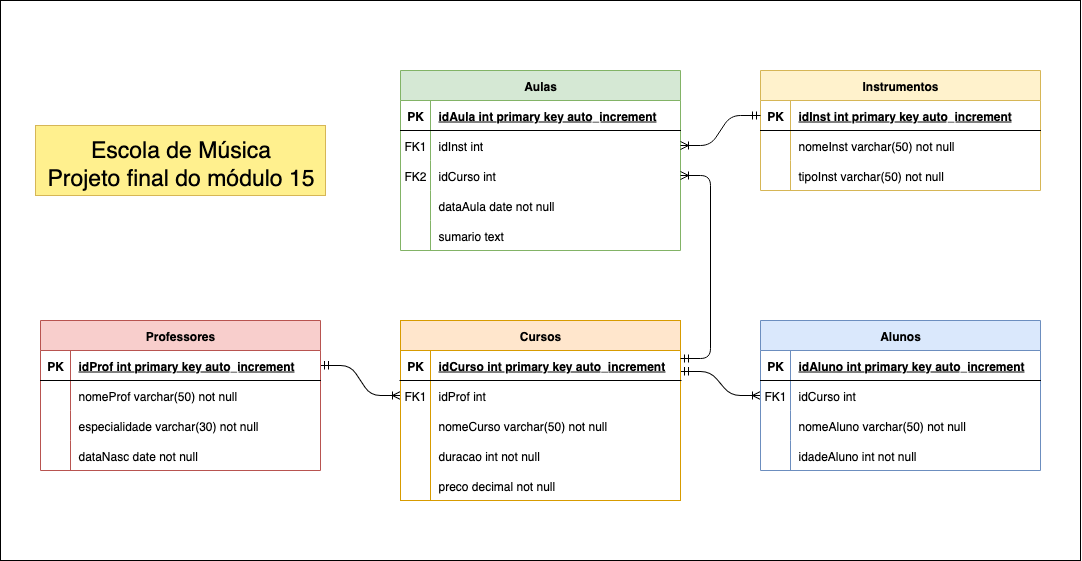 Escola de Música
Projeto final do módulo 15
Aulas
PK idAula int primary key auto_increment
FK1 idInst int
FK2 idCurso int
dataAula date not null
sumario text
Instrumentos
PK idInst int primary key auto_increment
nomeInst varchar(50) not null
tipoInst varchar(50) not null
Professores
PK idProf int primary key auto_increment
nomeProf varchar(50) not null
especialidade varchar(30) not null
dataNasc date not null
Cursos
PK idCurso int primary key auto_increment
FK1 idProf int
nomeCurso varchar(50) not null
duracao int not null
preco decimal not null
Alunos
PK idAluno int primary key auto_increment
FK1 idCurso int
nomeAluno varchar(50) not null
idadeAluno int not null